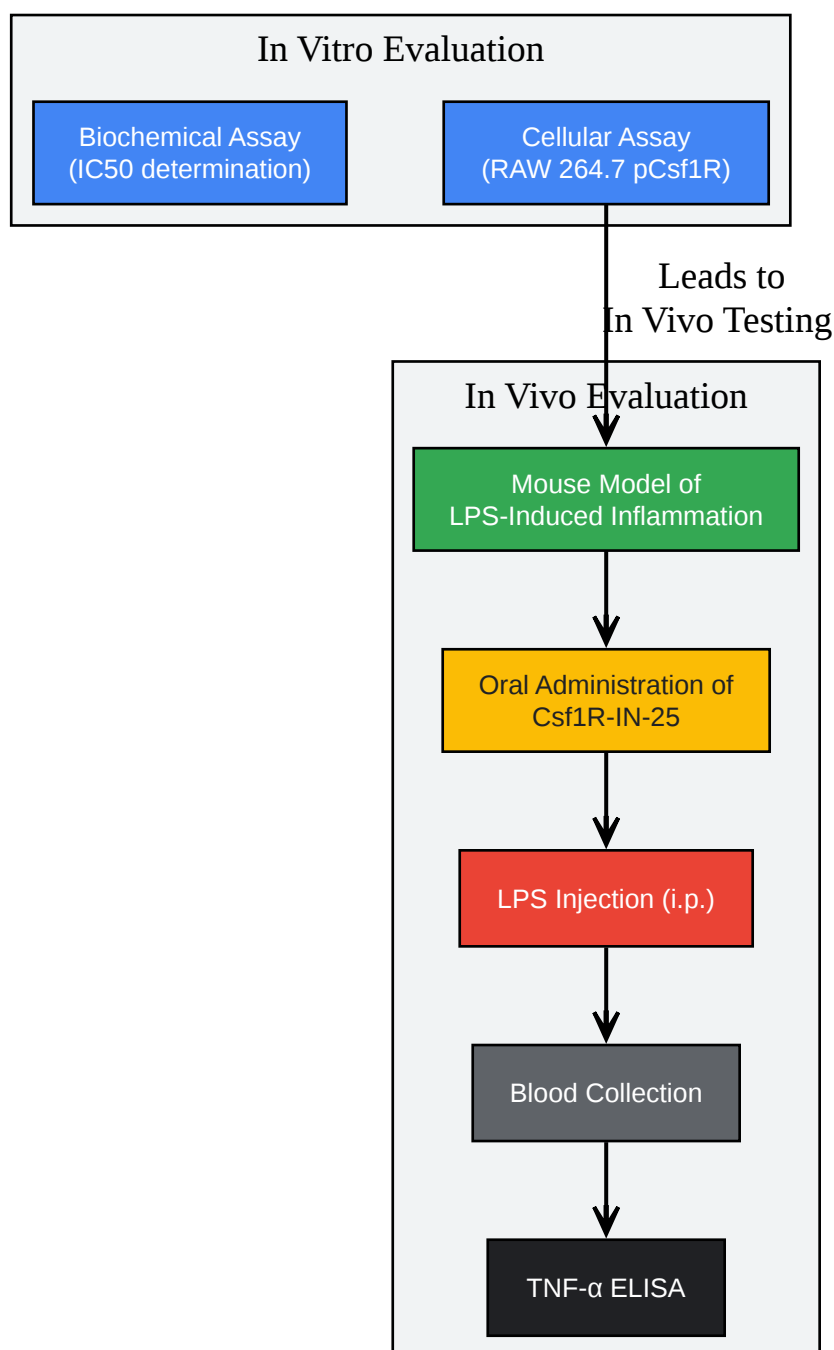 In Vitro Evaluation
Biochemical Assay
(IC50 determination)
Cellular Assay
(RAW 264.7 pCsf1R)
Leads to
In Vivo Testing
In Vivo Evaluation
Mouse Model of
LPS-Induced Inflammation
Oral Administration of
Csf1R-IN-25
LPS Injection (i.p.)
Blood Collection
TNF-α ELISA